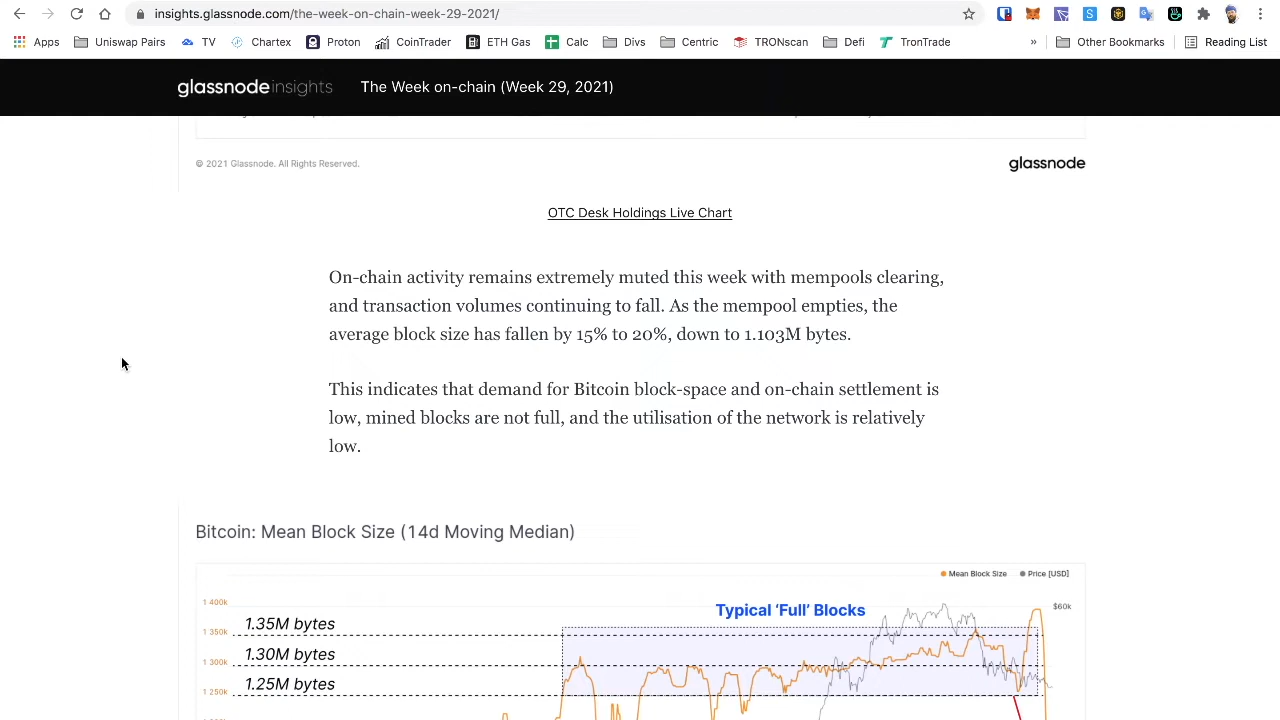 insights.glassnode.com/the-week-on-chain-week-29-2021/
Apps Uniswap Pairs TV Chartex Proton CoinTrader ETH Gas Calc Divs Centric TRONscan Defi TronTrade » Other Bookmarks Reading List
glassnode insights The Week on-chain (Week 29, 2021)
© 2021 Glassnode. All Rights Reserved. glassnode
OTC Desk Holdings Live Chart
On-chain activity remains extremely muted this week with mempools clearing,
and transaction volumes continuing to fall. As the mempool empties, the
average block size has fallen by 15% to 20%, down to 1.103M bytes.
This indicates that demand for Bitcoin block-space and on-chain settlement is
low, mined blocks are not full, and the utilisation of the network is relatively
low.
Bitcoin: Mean Block Size (14d Moving Median)
Mean Block Size Price [USD]
1 400k Typical ‘Full’ Blocks $60k
1.35M bytes
1 350k
1.30M bytes
1 300k
1.25M bytes
1 250k